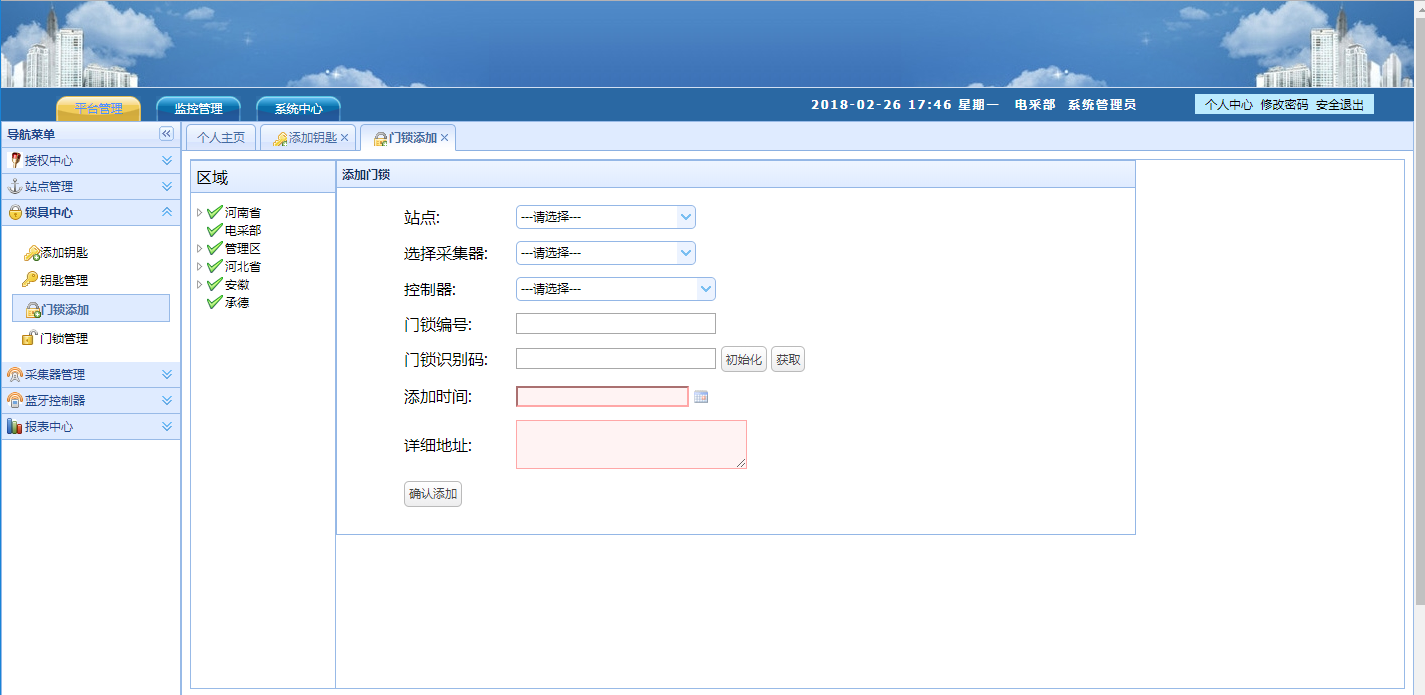 平台管理 监控管理 系统中心 2018-02-26 17:46 星期一 电采部 系统管理员 个人中心 修改密码 安全退出
导航菜单
个人主页 添加钥匙 门锁添加
授权中心
站点管理
锁具中心
添加钥匙
钥匙管理
门锁添加
门锁管理
采集器管理
蓝牙控制器
报表中心
区域
河南省
电采部
管理区
河北省
安徽
承德
添加门锁
站点: ---请选择---
选择采集器: ---请选择---
控制器: ---请选择---
门锁编号:
门锁识别码: 初始化 获取
添加时间:
详细地址:
确认添加